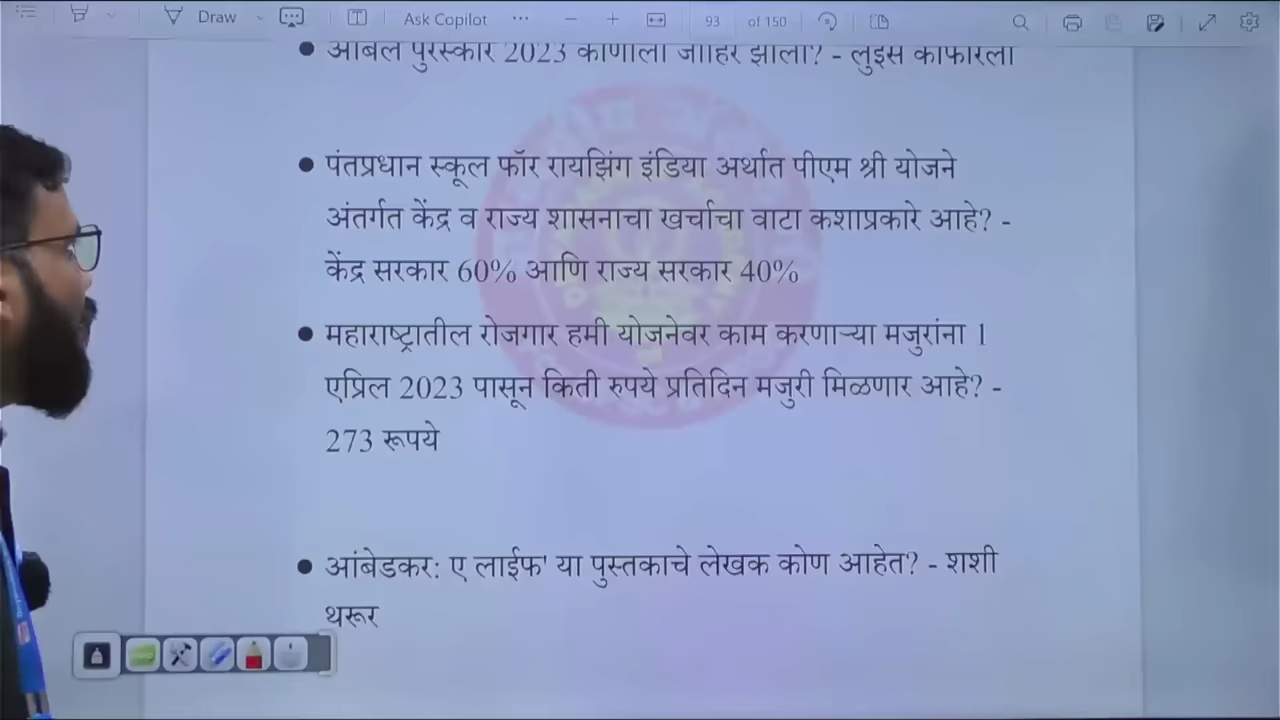 Draw
Ask Copilot
93 of 150
आबेल पुरस्कार 2023 कोणाला जाहिर झाला? - लुइस काफारेली
पंतप्रधान स्कूल फॉर रायझिंग इंडिया अर्थात पीएम श्री योजने
अंतर्गत केंद्र व राज्य शासनाचा खर्चाचा वाटा कशाप्रकारे आहे? -
केंद्र सरकार 60% आणि राज्य सरकार 40%
महाराष्ट्रातील रोजगार हमी योजनेवर काम करणाऱ्या मजुरांना 1
एप्रिल 2023 पासून किती रुपये प्रतिदिन मजुरी मिळणार आहे? -
273 रूपये
आंबेडकर: ए लाईफ' या पुस्तकाचे लेखक कोण आहेत? - शशी
थरूर